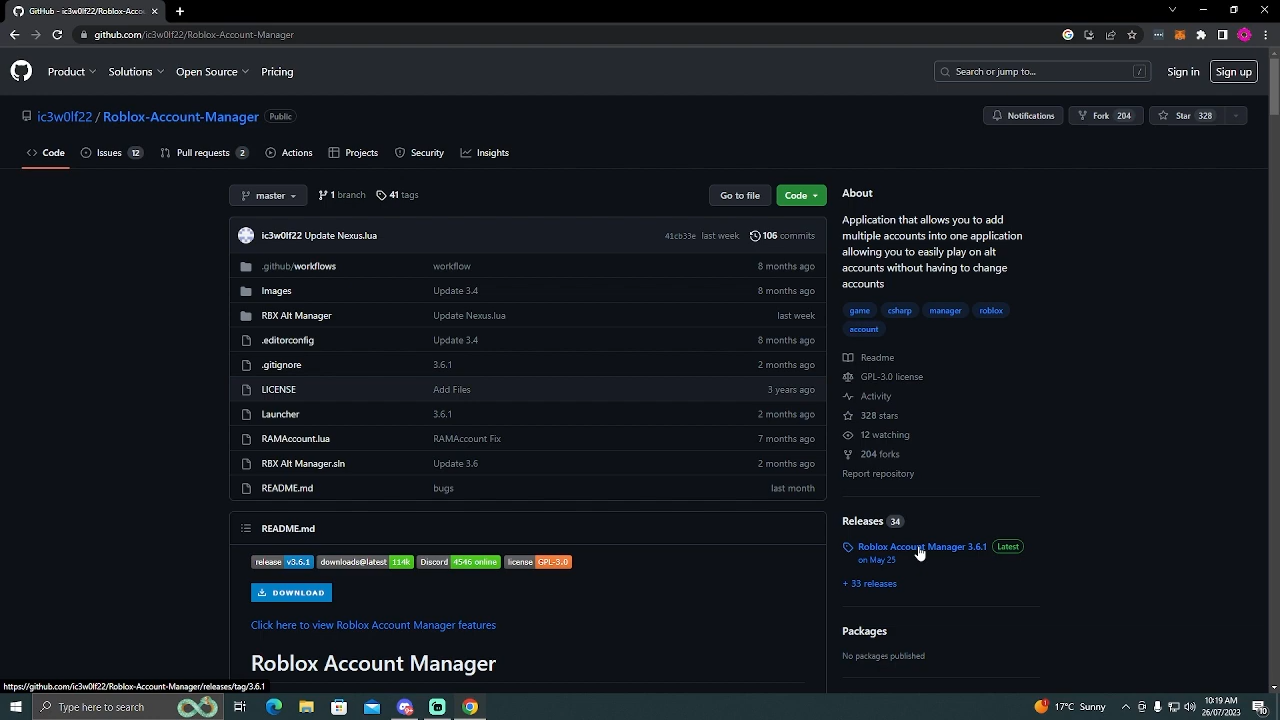 GitHub - ic3w0lf22/Roblox-Acco
github.com/ic3w0lf22/Roblox-Account-Manager
Product
Solutions
Open Source
Pricing
Search or jump to...
/
Sign in
Sign up
ic3w0lf22 / Roblox-Account-Manager
Public
Notifications
Fork 204
Star 328
Code
Issues 12
Pull requests 2
Actions
Projects
Security
Insights
master
1 branch
41 tags
Go to file
Code
ic3w0lf22 Update Nexus.lua
41cb33e last week
106 commits
.github/workflows workflow 8 months ago
Images Update 3.4 8 months ago
RBX Alt Manager Update Nexus.lua last week
.editorconfig Update 3.4 8 months ago
.gitignore 3.6.1 2 months ago
LICENSE Add Files 3 years ago
Launcher 3.6.1 2 months ago
RAMAccount.lua RAMAccount Fix 7 months ago
RBX Alt Manager.sln Update 3.6 2 months ago
README.md bugs last month
README.md
release v3.6.1 downloads@latest 114k Discord 4546 online license GPL-3.0
DOWNLOAD
Click here to view Roblox Account Manager features
Roblox Account Manager
About
Application that allows you to add
multiple accounts into one application
allowing you to easily play on alt
accounts without having to change
accounts
game csharp manager roblox
account
Readme
GPL-3.0 license
Activity
328 stars
12 watching
204 forks
Report repository
Releases 34
Roblox Account Manager 3.6.1 Latest
on May 25
+ 33 releases
Packages
No packages published
https://github.com/ic3w0lf22/Roblox-Account-Manager/releases/tag/3.6.1
Type here to search
17°C Sunny
10:19 AM
26/07/2023